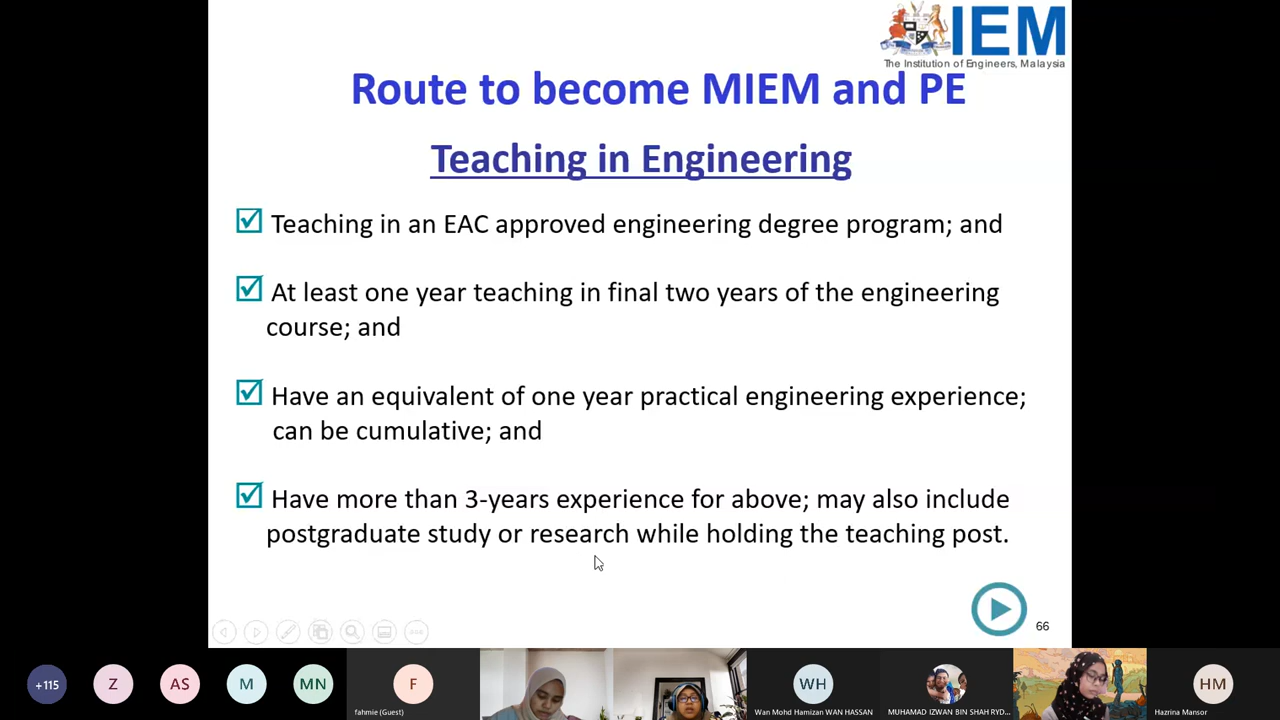 IEM
The Institution of Engineers, Malaysia
Route to become MIEM and PE
Teaching in Engineering
Teaching in an EAC approved engineering degree program; and
At least one year teaching in final two years of the engineering
course; and
Have an equivalent of one year practical engineering experience;
can be cumulative; and
Have more than 3-years experience for above; may also include
postgraduate study or research while holding the teaching post.
66
+115
Z
AS
M
MN
F
fahmie (Guest)
WH
Wan Mohd Hamizan WAN HASSAN
MUHAMAD IZWAN BIN SHAH RYD...
HM
Hazrina Mansor